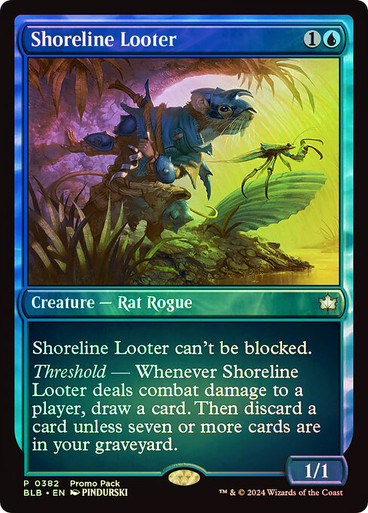 Shoreline Looter 1
Creature — Rat Rogue
Shoreline Looter can't be blocked.
Threshold — Whenever Shoreline
Looter deals combat damage to a
player, draw a card. Then discard a
card unless seven or more cards are
in your graveyard.
1/1
P 0382 Promo Pack
BLB • EN PINDURSKI ™ & © 2024 Wizards of the Coast